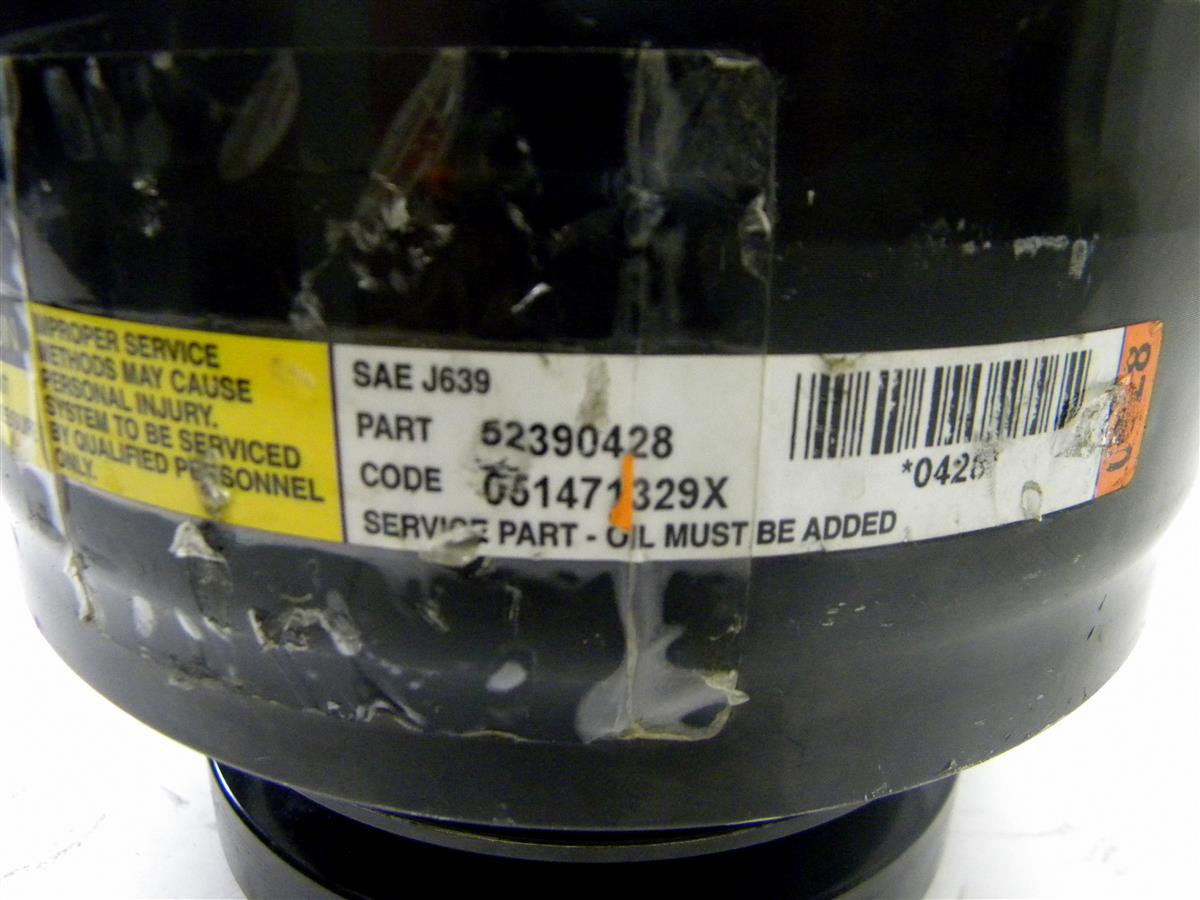 IMPROPER SERVICE
METHODS MAY CAUSE
PERSONAL INJURY.
SYSTEM TO BE SERVICED
BY QUALIFIED PERSONNEL
ONLY.
SAE J639
PART 52390428
CODE 051471329X
SERVICE PART - OIL MUST BE ADDED
*0428